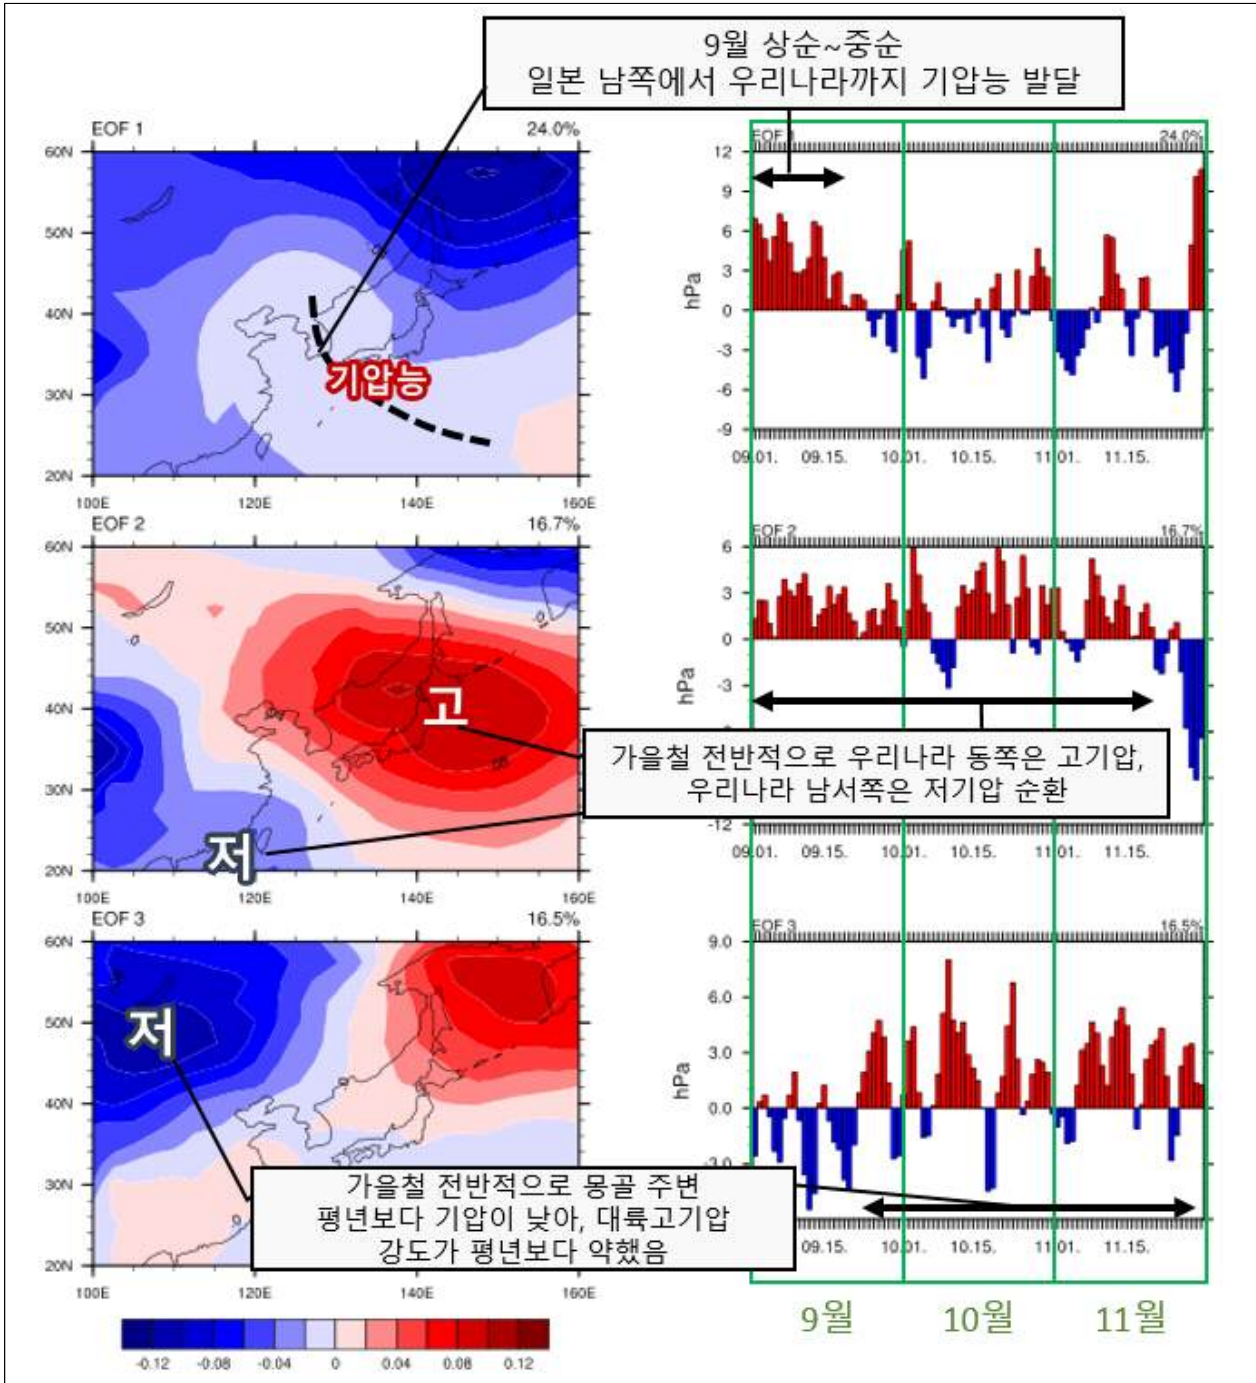 9월 상순~중순
일본 남쪽에서 우리나라까지 기압능 발달
EOF 1 24.0%
60N
50N
40N
30N
20N
100E 120E 140E 160E
기압능
24.0%
12
9
6
3
0
-3
-6
-9
hPa
09.01. 09.15. 10.01. 10.15. 11.01. 11.15.
EOF 2 16.7%
60N
50N
40N
30N
20N
100E 120E 140E 160E
고
저
EOF 2 16.7%
6
3
0
-3
-12
hPa
09.01. 09.15. 10.01. 10.15. 11.01. 11.15.
가을철 전반적으로 우리나라 동쪽은 고기압,
우리나라 남서쪽은 저기압 순환
EOF 3 16.5%
60N
50N
40N
30N
20N
100E 120E 140E 160E
저
EOF 3 16.5%
9.0
6.0
3.0
0.0
-3.0
hPa
09.15. 10.01. 10.15. 11.01. 11.15.
가을철 전반적으로 몽골 주변
평년보다 기압이 낮아, 대륙고기압
강도가 평년보다 약했음
9월 10월 11월
-0.12 -0.08 -0.04 0 0.04 0.08 0.12